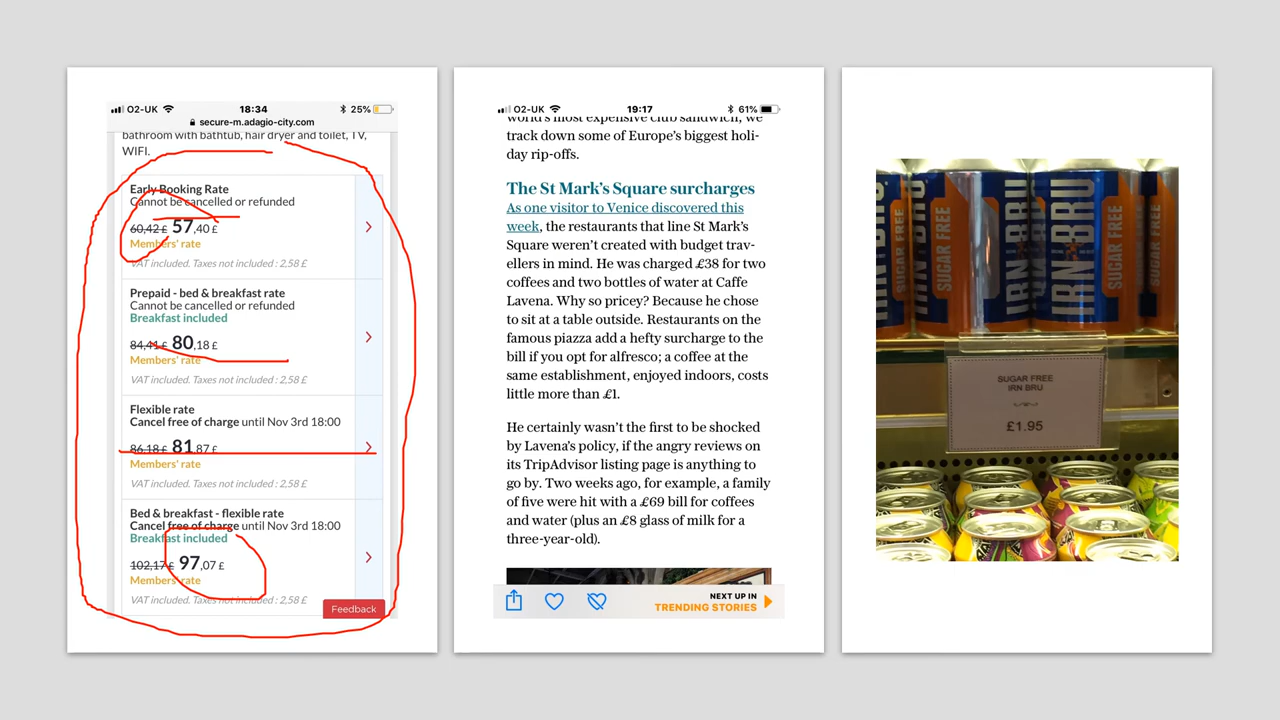 O2-UK 18:34 25%
secure-m.adagio-city.com
bathroom with bathtub, hair dryer and toilet, TV,
WIFI.
Early Booking Rate
Cannot be cancelled or refunded
60,42 £ 57,40 £
Members' rate
VAT included. Taxes not included : 2,58 £
Prepaid - bed & breakfast rate
Cannot be cancelled or refunded
Breakfast included
84,41 £ 80,18 £
Members' rate
VAT included. Taxes not included : 2,58 £
Flexible rate
Cancel free of charge until Nov 3rd 18:00
86,18 £ 81,87 £
Members' rate
VAT included. Taxes not included : 2,58 £
Bed & breakfast - flexible rate
Cancel free of charge until Nov 3rd 18:00
Breakfast included
102,17 £ 97,07 £
Members' rate
VAT included. Taxes not included : 2,58 £
Feedback
O2-UK 19:17 61%
world's most expensive club sandwich, we
track down some of Europe's biggest holi-
day rip-offs.
The St Mark's Square surcharges
As one visitor to Venice discovered this
week, the restaurants that line St Mark's
Square weren't created with budget trav-
ellers in mind. He was charged £38 for two
coffees and two bottles of water at Caffe
Lavena. Why so pricey? Because he chose
to sit at a table outside. Restaurants on the
famous piazza add a hefty surcharge to the
bill if you opt for alfresco; a coffee at the
same establishment, enjoyed indoors, costs
little more than £1.
He certainly wasn't the first to be shocked
by Lavena's policy, if the angry reviews on
its TripAdvisor listing page is anything to
go by. Two weeks ago, for example, a family
of five were hit with a £69 bill for coffees
and water (plus an £8 glass of milk for a
three-year-old).
NEXT UP IN
TRENDING STORIES
SUGAR FREE
IRN-BRU
SUGAR FREE
IRN-BRU
SUGAR FREE
SUGAR FREE
SUGAR FREE
IRN BRU
£1.95